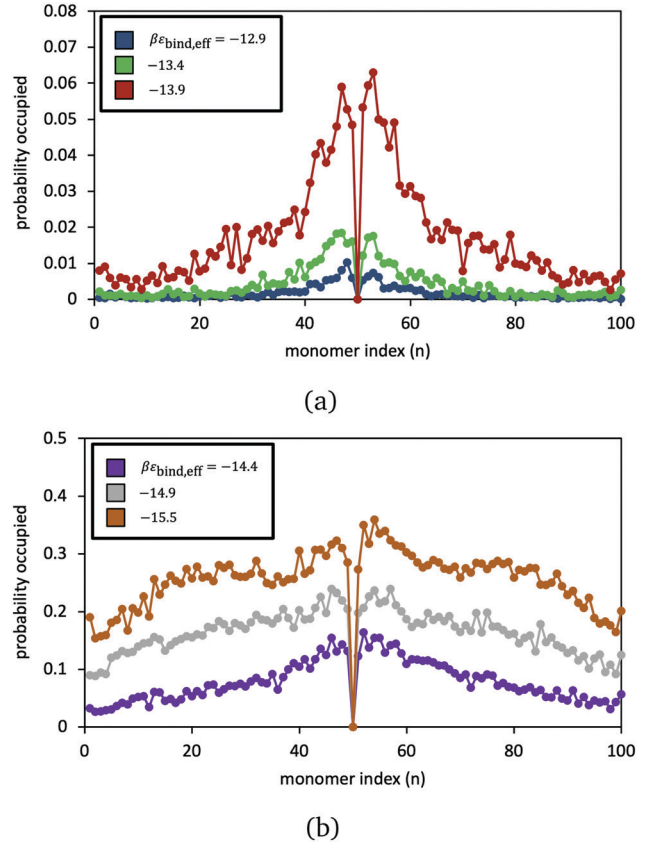 0.08
0.07
0.06
0.05
0.04
0.03
0.02
0.01
0
probability occupied
βε_bind,eff = −12.9
−13.4
−13.9
0 20 40 60 80 100
monomer index (n)
(a)
0.5
0.4
0.3
0.2
0.1
0
probability occupied
βε_bind,eff = −14.4
−14.9
−15.5
0 20 40 60 80 100
monomer index (n)
(b)